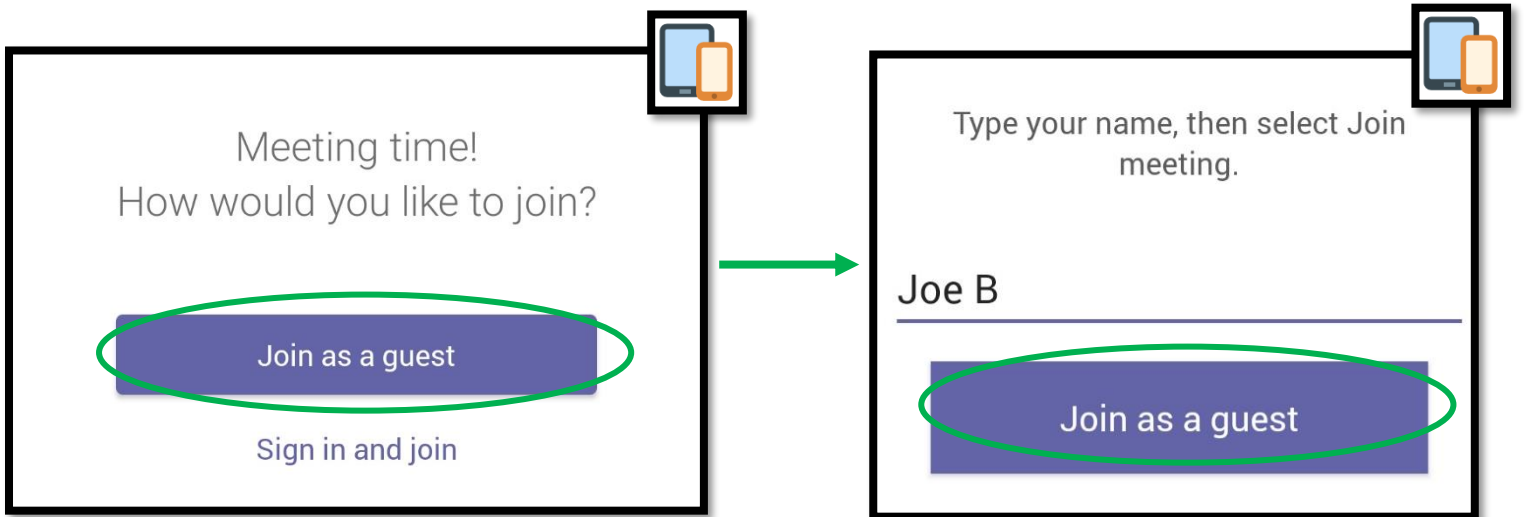 Meeting time!
How would you like to join?
Join as a guest
Sign in and join
Type your name, then select Join
meeting.
Joe B
Join as a guest